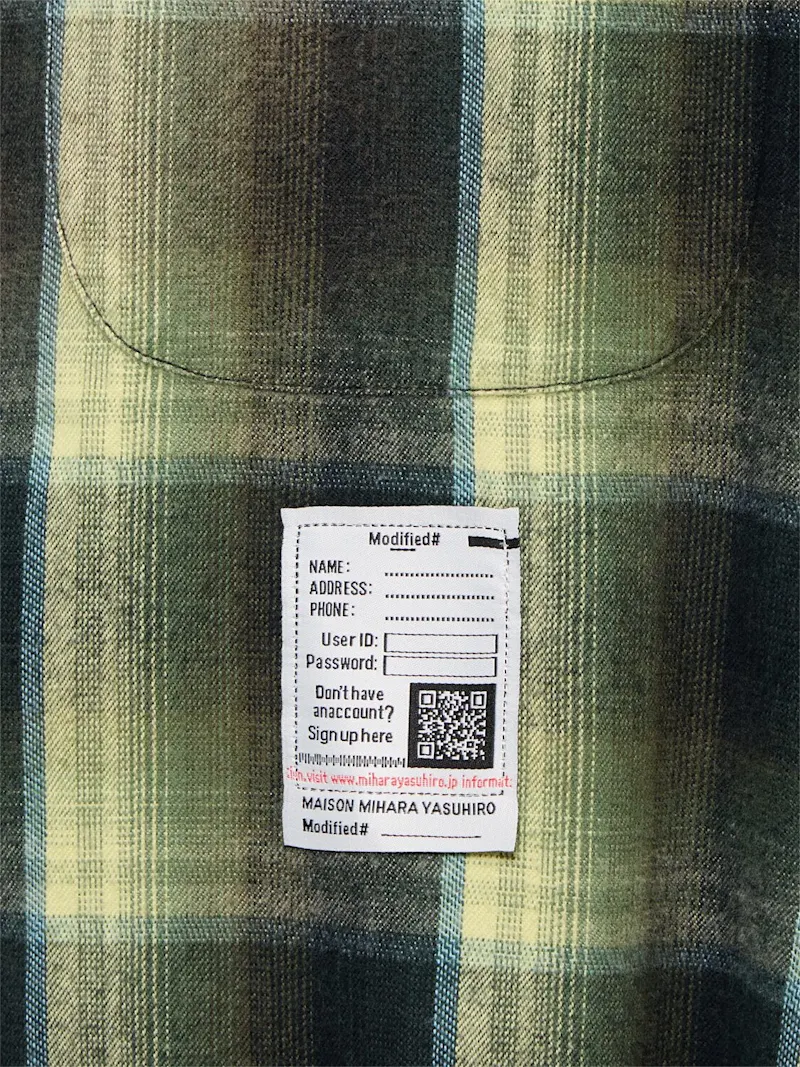 Modified#
NAME:
ADDRESS:
PHONE:
User ID:
Password:
Don't have
anaccount?
Sign up here
visit www.miharayasuhiro.jp informat
MAISON MIHARA YASUHIRO
Modified#